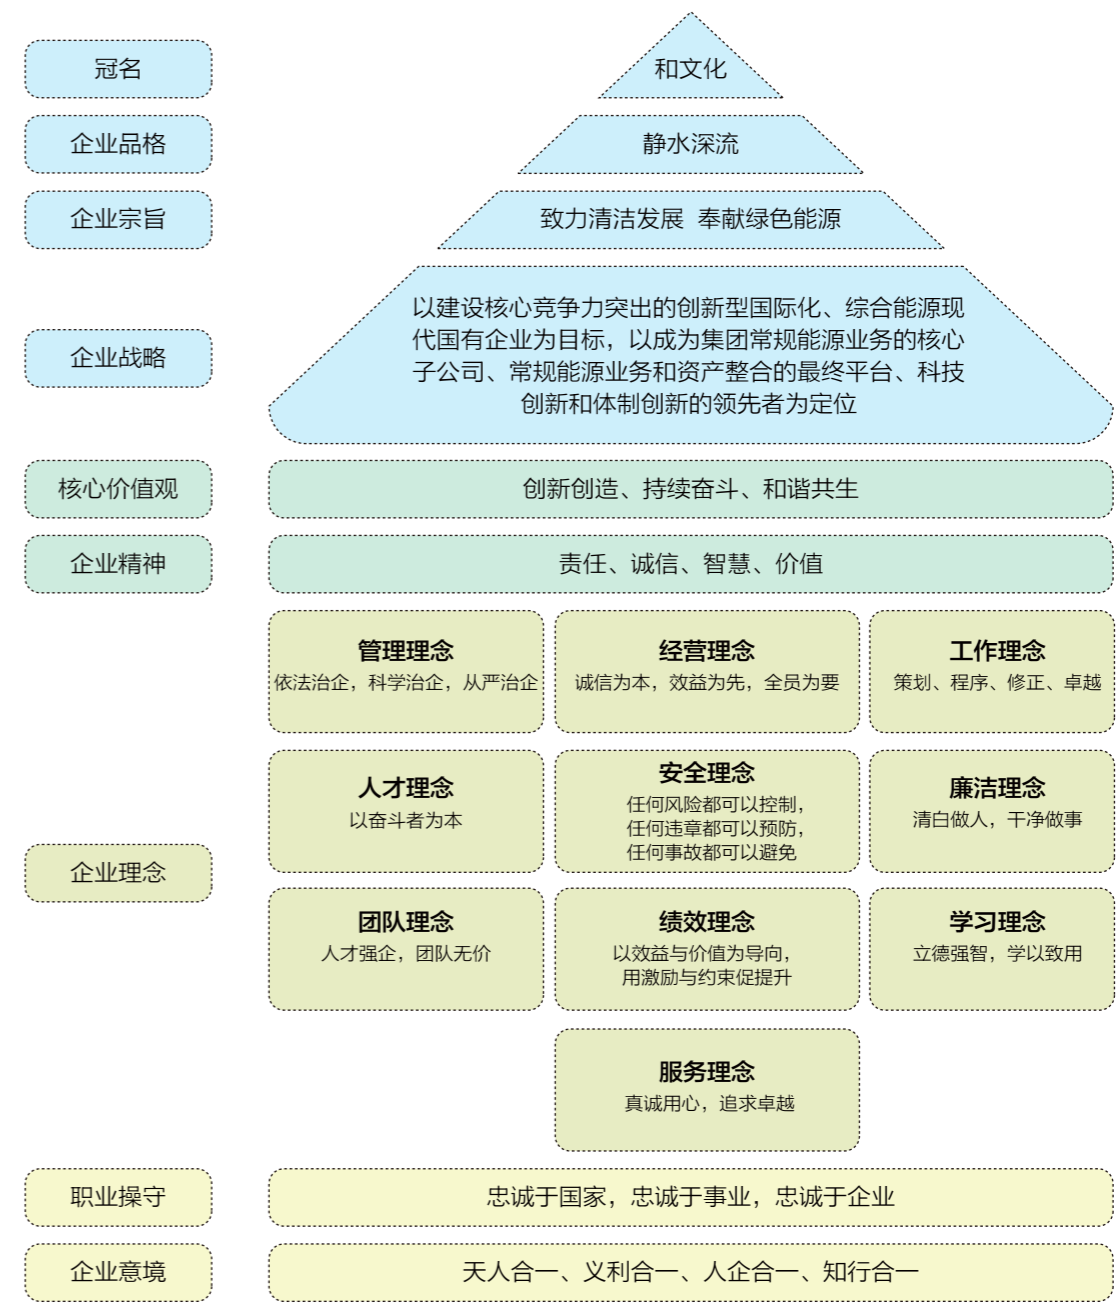 冠名
和文化
企业品格
静水深流
企业宗旨
致力清洁发展 奉献绿色能源
企业战略
以建设核心竞争力突出的创新型国际化、综合能源现
代国有企业为目标，以成为集团常规能源业务的核心
子公司、常规能源业务和资产整合的最终平台、科技
创新和体制创新的领先者为定位
核心价值观
创新创造、持续奋斗、和谐共生
企业精神
责任、诚信、智慧、价值
企业理念
管理理念
依法治企，科学治企，从严治企
经营理念
诚信为本，效益为先，全员为要
工作理念
策划、程序、修正、卓越
人才理念
以奋斗者为本
安全理念
任何风险都可以控制，
任何违章都可以预防，
任何事故都可以避免
廉洁理念
清白做人，干净做事
团队理念
人才强企，团队无价
绩效理念
以效益与价值为导向，
用激励与约束促提升
学习理念
立德强智，学以致用
服务理念
真诚用心，追求卓越
职业操守
忠诚于国家，忠诚于事业，忠诚于企业
企业意境
天人合一、义利合一、人企合一、知行合一